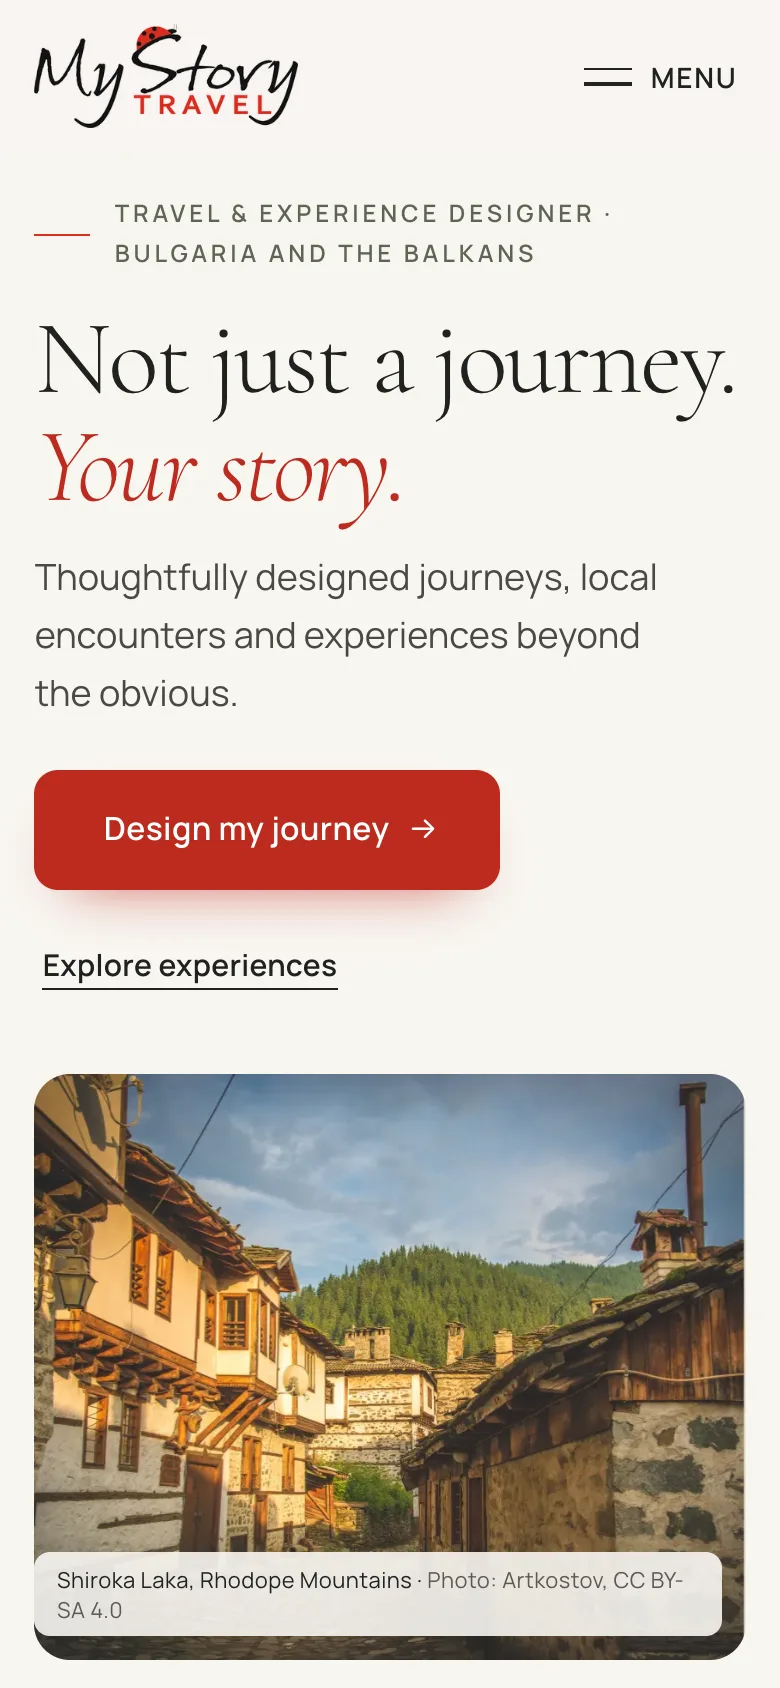 My Story
TRAVEL
MENU
TRAVEL & EXPERIENCE DESIGNER ·
BULGARIA AND THE BALKANS
Not just a journey.
Your story.
Thoughtfully designed journeys, local
encounters and experiences beyond
the obvious.
Design my journey →
Explore experiences
Shiroka Laka, Rhodope Mountains · Photo: Artkostov, CC BY-
SA 4.0